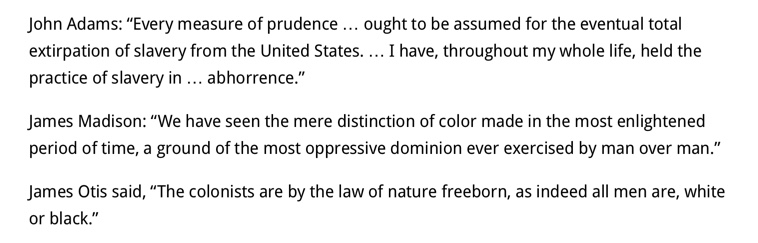 John Adams: “Every measure of prudence … ought to be assumed for the eventual total
extirpation of slavery from the United States. … I have, throughout my whole life, held the
practice of slavery in … abhorrence.”
James Madison: “We have seen the mere distinction of color made in the most enlightened
period of time, a ground of the most oppressive dominion ever exercised by man over man.”
James Otis said, “The colonists are by the law of nature freeborn, as indeed all men are, white
or black.”